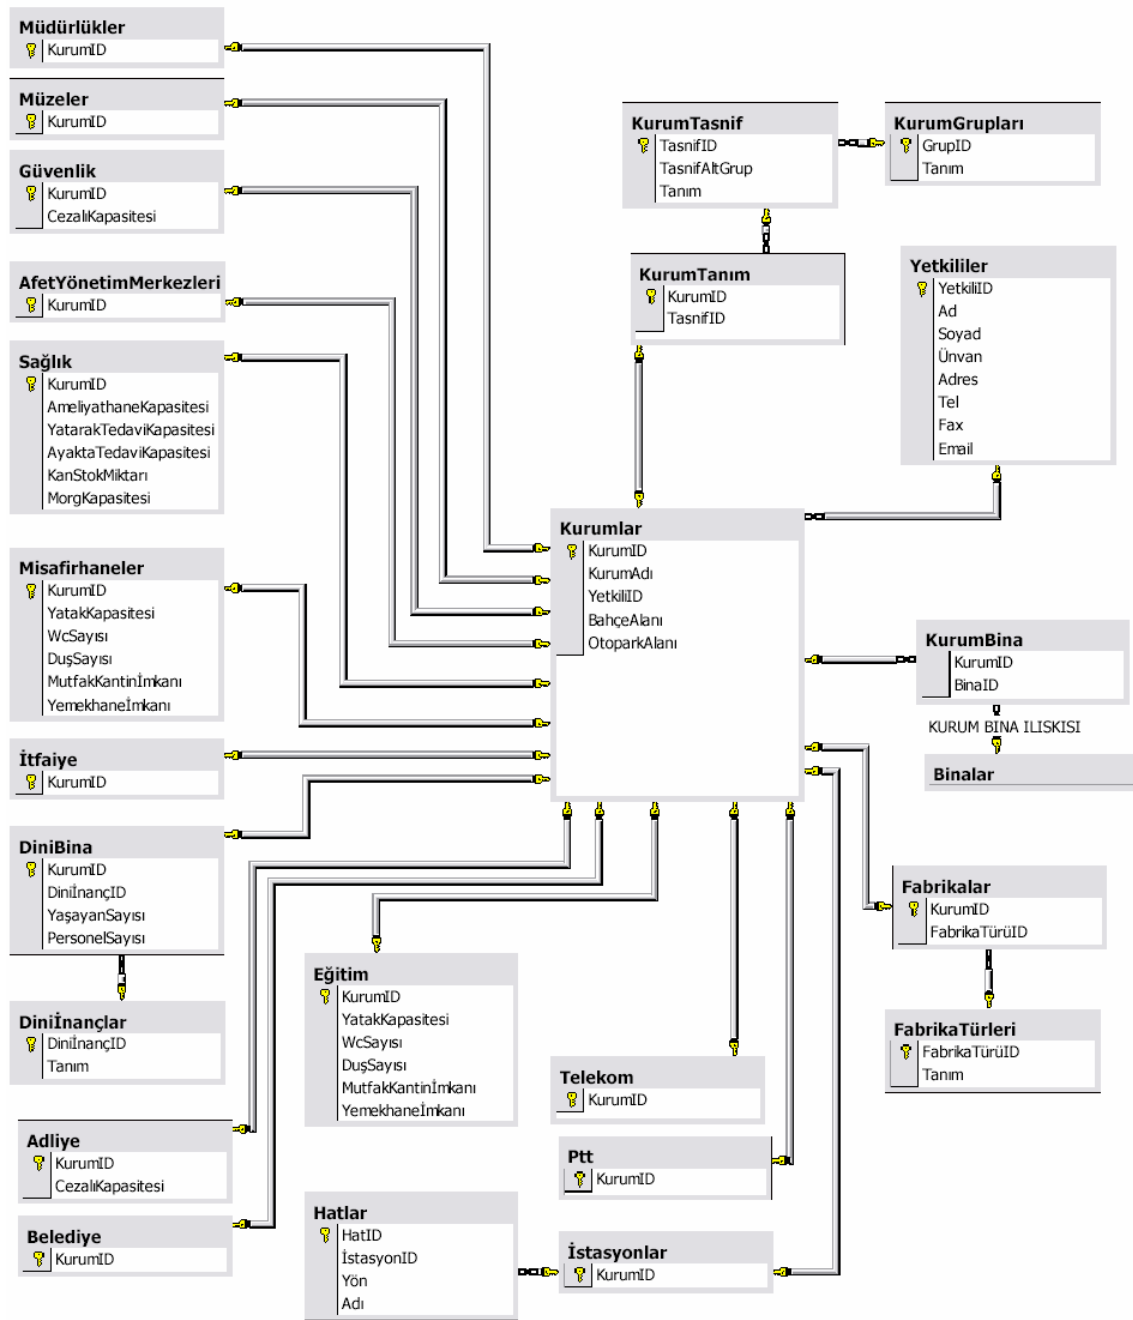 Müdürlükler
KurumID
Müzeler
KurumID
Güvenlik
KurumID
CezalıKapasitesi
AfetYönetimMerkezleri
KurumID
Sağlık
KurumID
AmeliyathaneKapasitesi
YatarakTedaviKapasitesi
AyaktaTedaviKapasitesi
KanStokMiktarı
MorgKapasitesi
Misafirhaneler
KurumID
YatakKapasitesi
WcSayısı
DuşSayısı
MutfakKantinİmkanı
Yemekhaneİmkanı
İtfaiye
KurumID
DiniBina
KurumID
DiniİnançID
YaşayanSayısı
PersonelSayısı
Diniİnançlar
DiniİnançID
Tanım
Adliye
KurumID
CezalıKapasitesi
Belediye
KurumID
KurumTasnif
TasnifID
TasnifAltGrup
Tanım
KurumGrupları
GrupID
Tanım
KurumTanım
KurumID
TasnifID
Yetkililer
YetkiliID
Ad
Soyad
Ünvan
Adres
Tel
Fax
Email
Kurumlar
KurumID
KurumAdı
YetkiliID
BahçeAlanı
OtoparkAlanı
KurumBina
KurumID
BinaID
KURUM BINA ILISKISI
Binalar
Fabrikalar
KurumID
FabrikaTürüID
FabrikaTürleri
FabrikaTürüID
Tanım
Eğitim
KurumID
YatakKapasitesi
WcSayısı
DuşSayısı
MutfakKantinİmkanı
Yemekhaneİmkanı
Telekom
KurumID
Ptt
KurumID
Hatlar
HatID
İstasyonID
Yön
Adı
İstasyonlar
KurumID